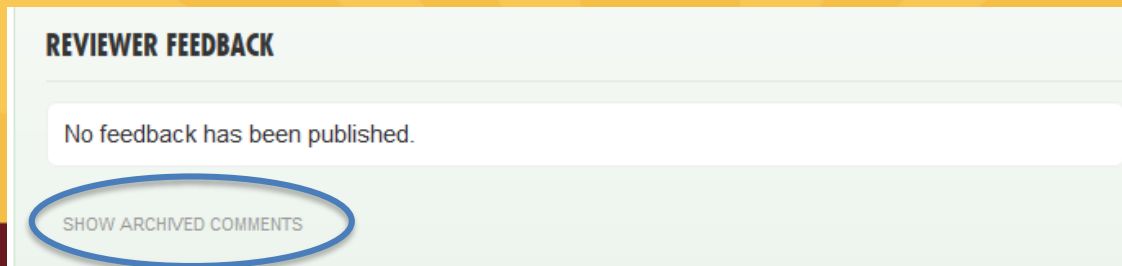 REVIEWER FEEDBACK
No feedback has been published.
SHOW ARCHIVED COMMENTS